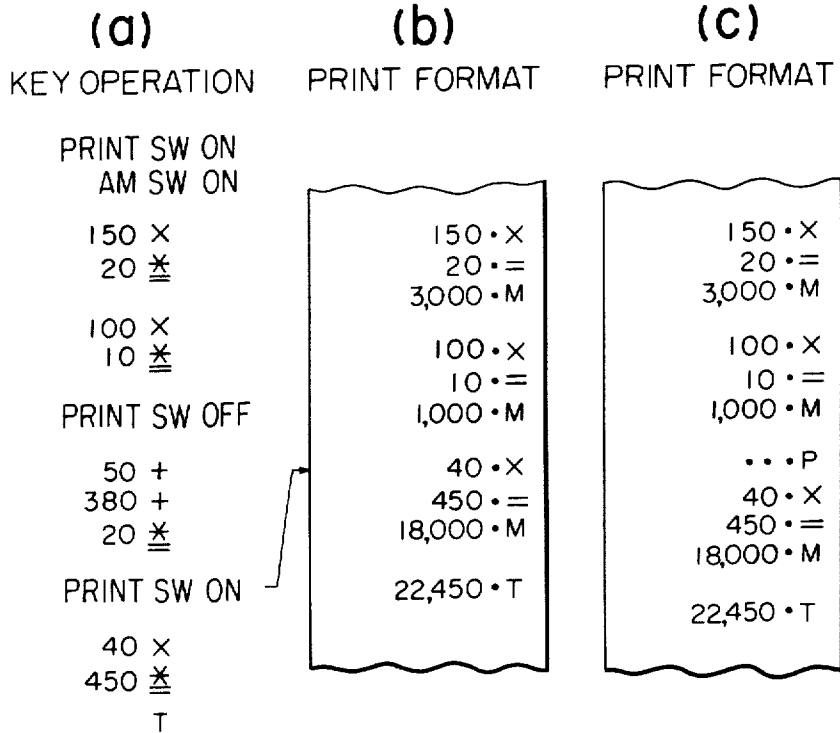 (a)
KEY OPERATION
PRINT SW ON
AM SW ON
150 ×
20 *=
100 ×
10 *=
PRINT SW OFF
50 +
380 +
20 *=
PRINT SW ON
40 ×
450 *=
T
(b)
PRINT FORMAT
150 · ×
20 · =
3,000 · M
100 · ×
10 · =
1,000 · M
40 · ×
450 · =
18,000 · M
22,450 · T
(c)
PRINT FORMAT
150 · ×
20 · =
3,000 · M
100 · ×
10 · =
1,000 · M
· · · P
40 · ×
450 · =
18,000 · M
22,450 · T